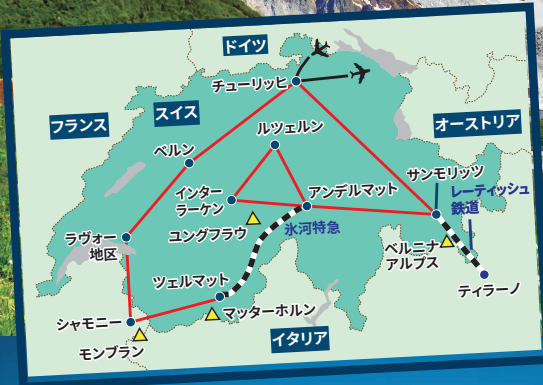 ドイツ
チューリッヒ
フランス
スイス
ルツェルン
オーストリア
ベルン
サンモリッツ
インター
ラーケン
アンデルマット
レーティッシュ
鉄道
ユングフラウ
氷河特急
ラヴォー
地区
ベルニナ
アルプス
ツェルマット
ティラーノ
マッターホルン
シャモニー
イタリア
モンブラン